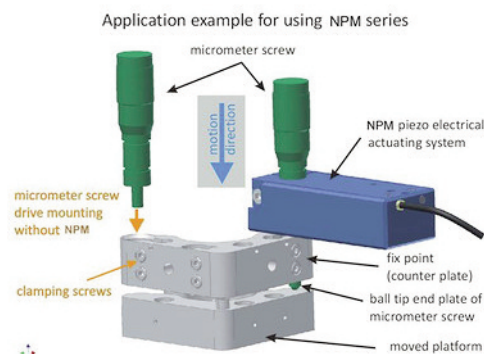 Application example for using NPM series
micrometer screw
motion
direction
NPM piezo electrical
actuating system
micrometer screw
drive mounting
without NPM
clamping screws
fix point
(counter plate)
ball tip end plate of
micrometer screw
moved platform